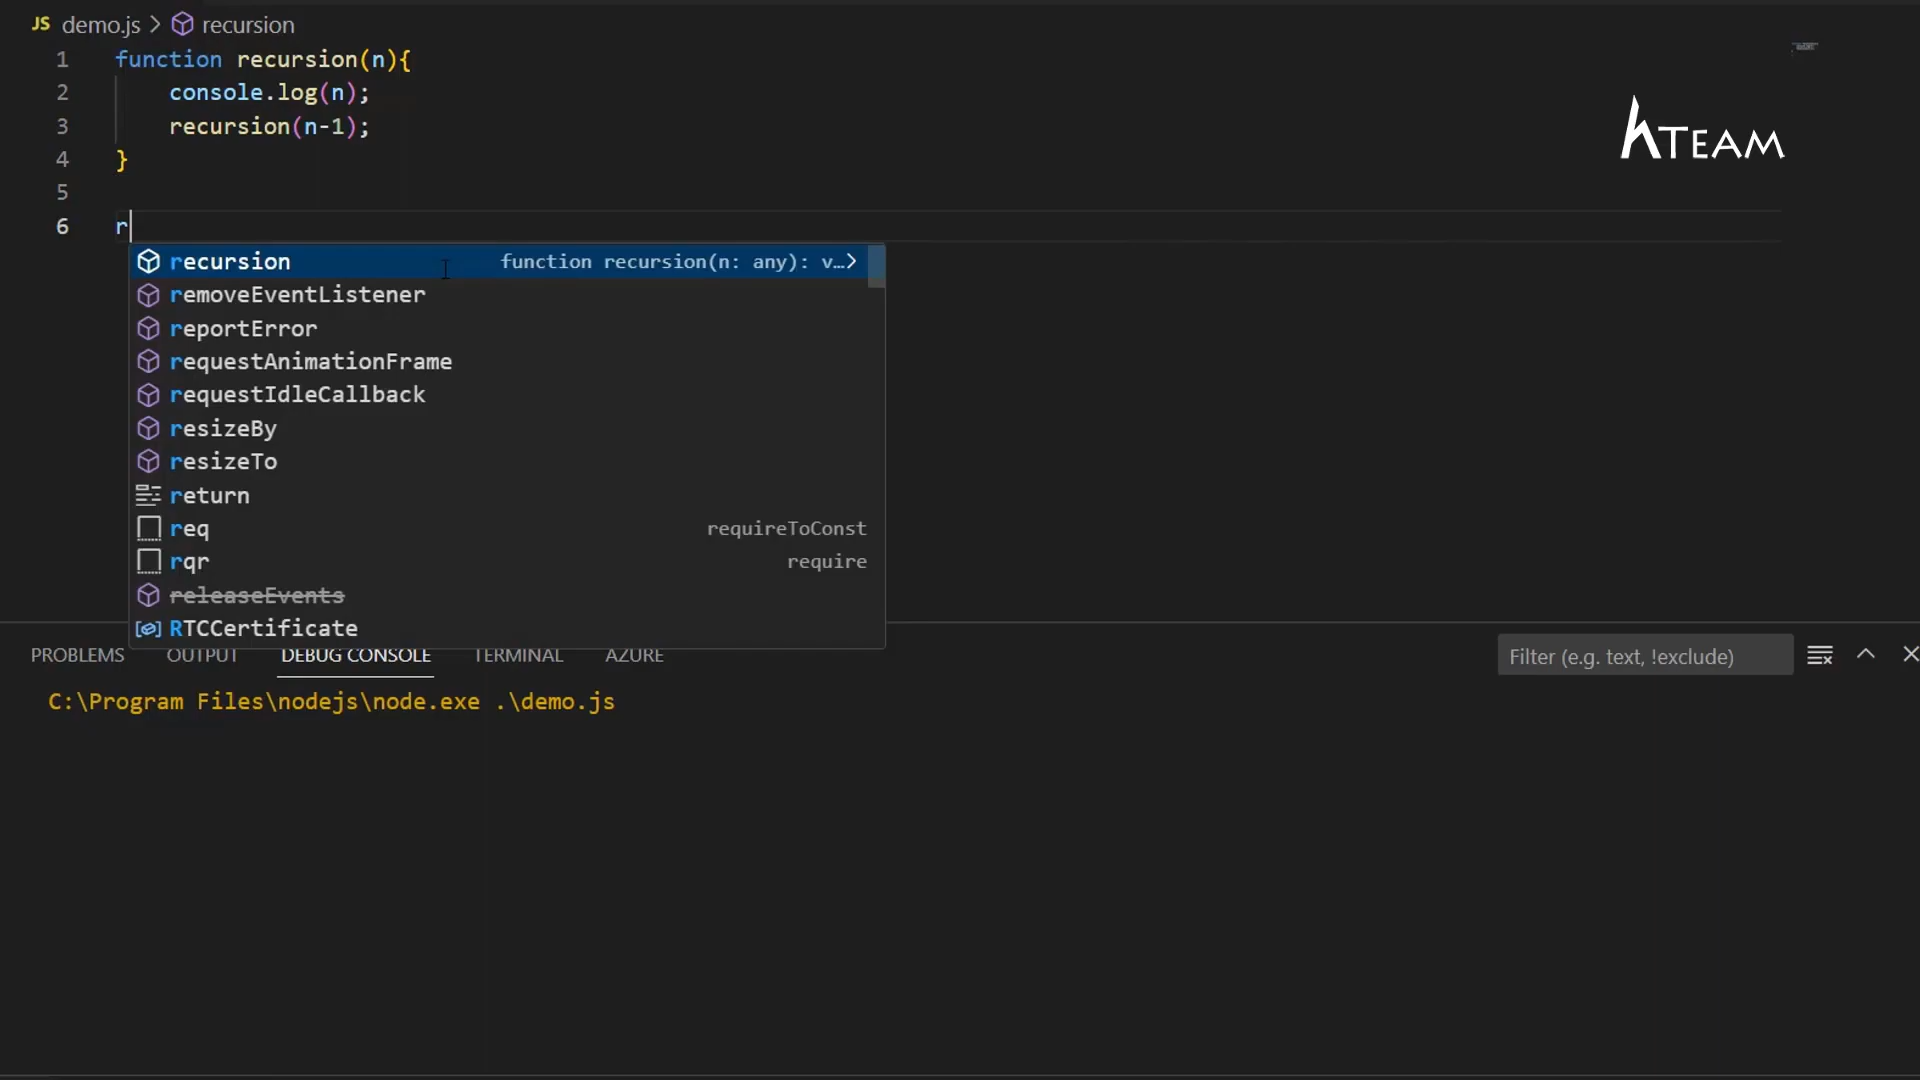 JS demo.js > recursion
1 function recursion(n){
2 console.log(n);
3 recursion(n-1);
4 }
5
6 r
hTEAM
recursion function recursion(n: any): v…>
removeEventListener
reportError
requestAnimationFrame
requestIdleCallback
resizeBy
resizeTo
return
req requireToConst
rqr require
releaseEvents
RTCCertificate
PROBLEMS OUTPUT DEBUG CONSOLE TERMINAL AZURE Filter (e.g. text, !exclude)
C:\Program Files\nodejs\node.exe .\demo.js